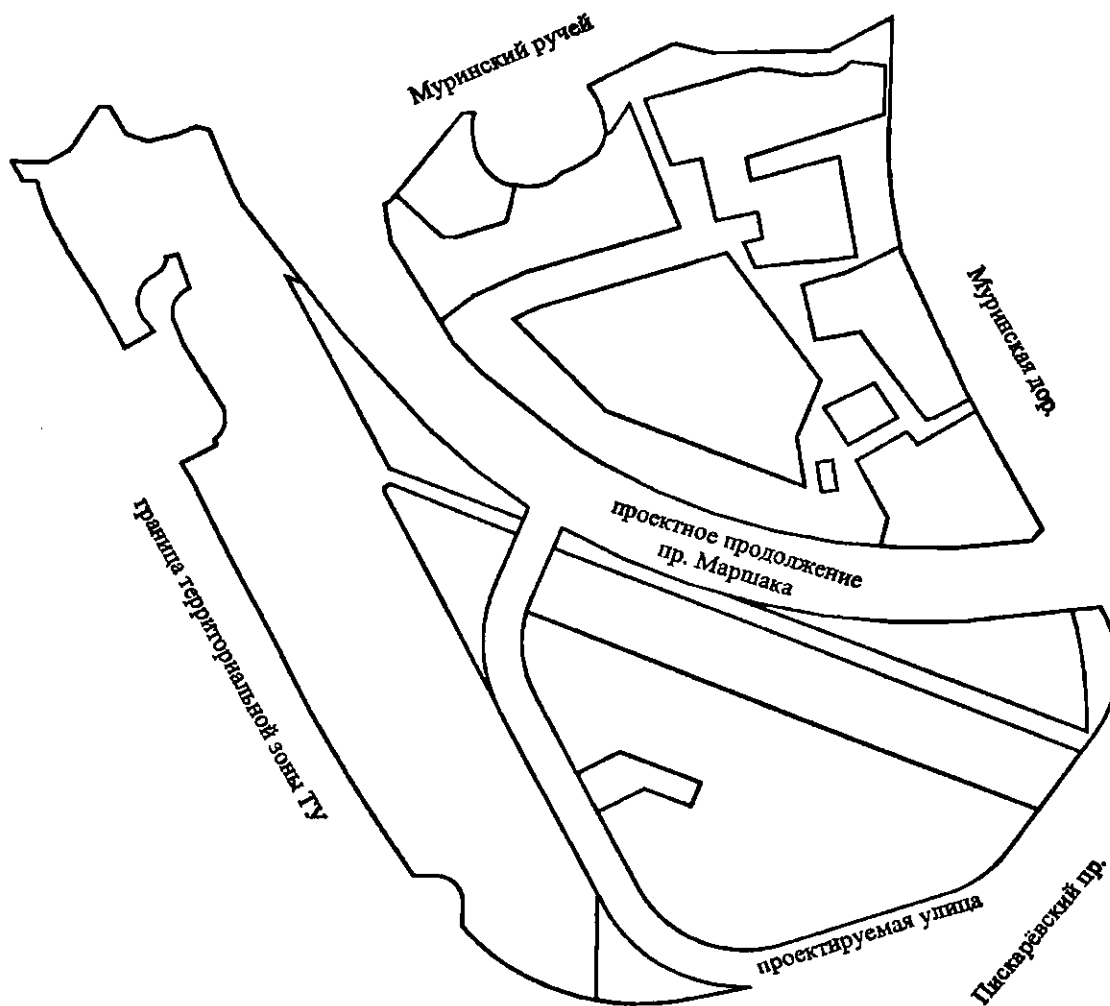 Муринский ручей
Муринская дор.
проектное продолжение
пр. Маршака
граница территориальной зоны ТУ
проектируемая улица
Пискарёвский пр.